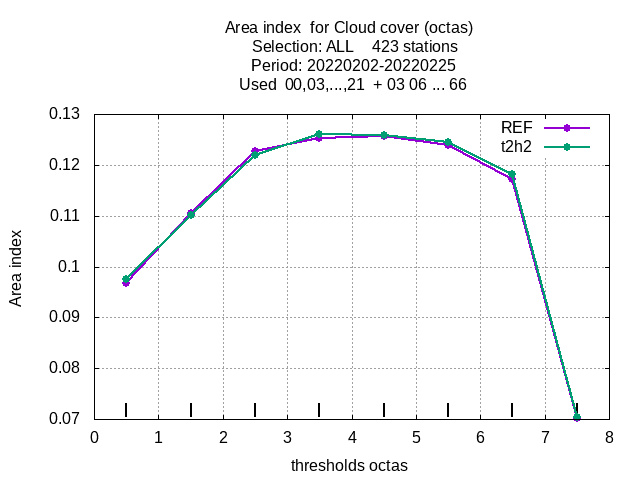 Area index  for Cloud cover (octas)
Selection: ALL    423 stations
Period: 20220202-20220225
Used  00,03,...,21  + 03 06 ... 66
REF
t2h2
0.13
0.12
0.11
0.1
0.09
0.08
0.07
Area index
0 1 2 3 4 5 6 7 8
thresholds octas